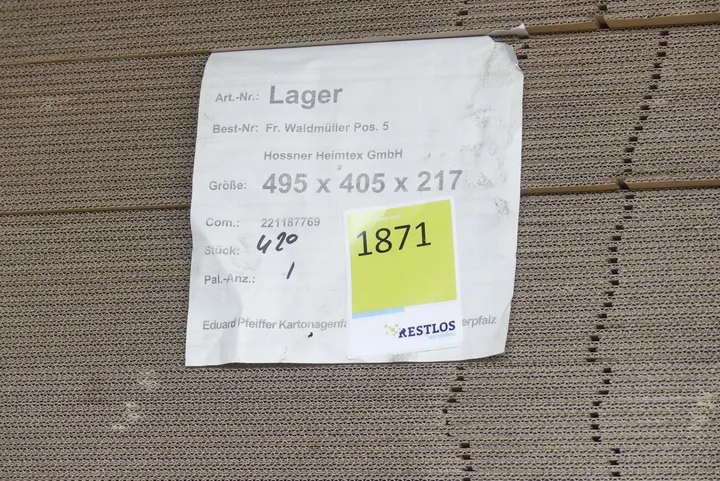 Art.-Nr.: Lager
Best-Nr: Fr. Waldmüller Pos. 5
Hossner Heimtex GmbH
Größe: 495 x 405 x 217
Com.: 221187769
Stück: 420
Pal.-Anz.: 1
1871
RESTLOS
Eduard Pfeiffer Kartonagenfa erpfalz